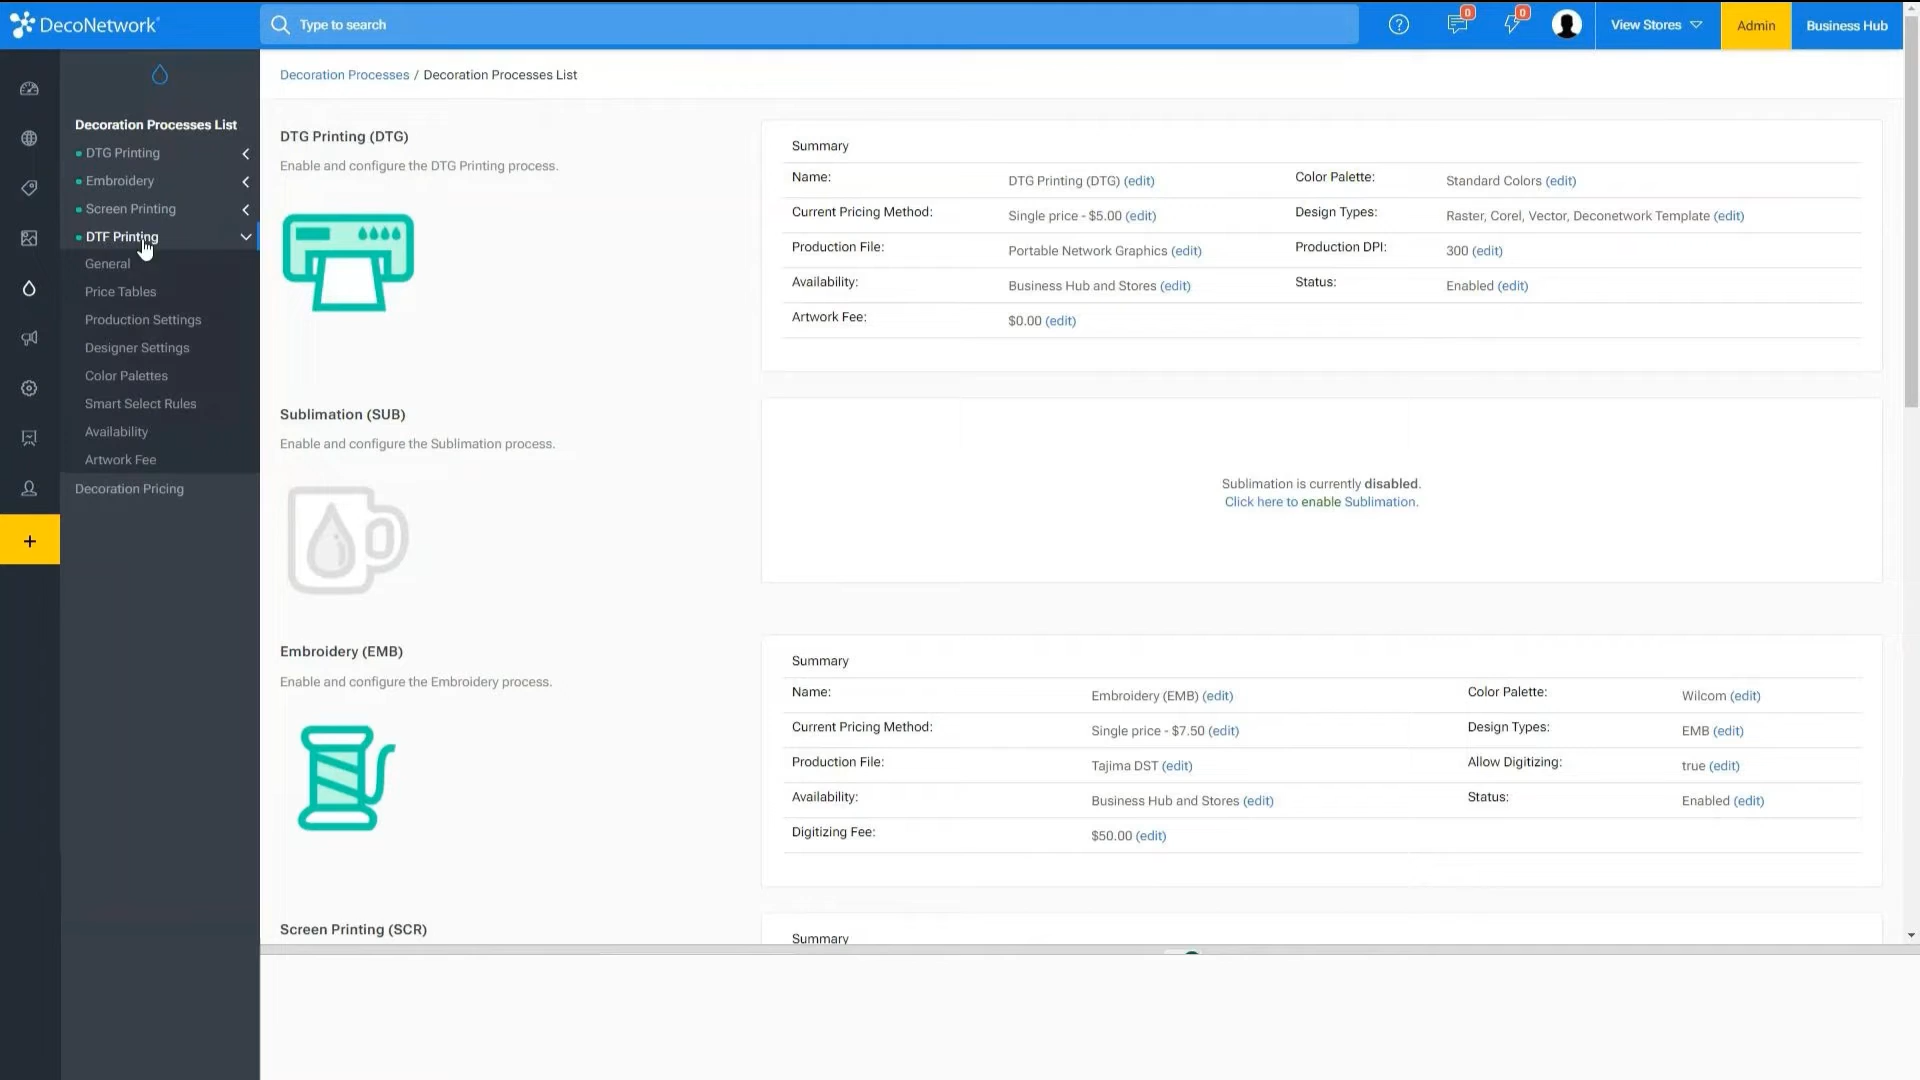 DecoNetwork
Type to search
?
0
0
View Stores
Admin
Business Hub
Decoration Processes / Decoration Processes List
Decoration Processes List
DTG Printing
Embroidery
Screen Printing
DTF Printing
General
Price Tables
Production Settings
Designer Settings
Color Palettes
Smart Select Rules
Availability
Artwork Fee
Decoration Pricing
+
DTG Printing (DTG)
Enable and configure the DTG Printing process.
Summary
Name: DTG Printing (DTG) (edit) Color Palette: Standard Colors (edit)
Current Pricing Method: Single price - $5.00 (edit) Design Types: Raster, Corel, Vector, Deconetwork Template (edit)
Production File: Portable Network Graphics (edit) Production DPI: 300 (edit)
Availability: Business Hub and Stores (edit) Status: Enabled (edit)
Artwork Fee: $0.00 (edit)
Sublimation (SUB)
Enable and configure the Sublimation process.
Sublimation is currently disabled.
Click here to enable Sublimation.
Embroidery (EMB)
Enable and configure the Embroidery process.
Summary
Name: Embroidery (EMB) (edit) Color Palette: Wilcom (edit)
Current Pricing Method: Single price - $7.50 (edit) Design Types: EMB (edit)
Production File: Tajima DST (edit) Allow Digitizing: true (edit)
Availability: Business Hub and Stores (edit) Status: Enabled (edit)
Digitizing Fee: $50.00 (edit)
Screen Printing (SCR)
Summary